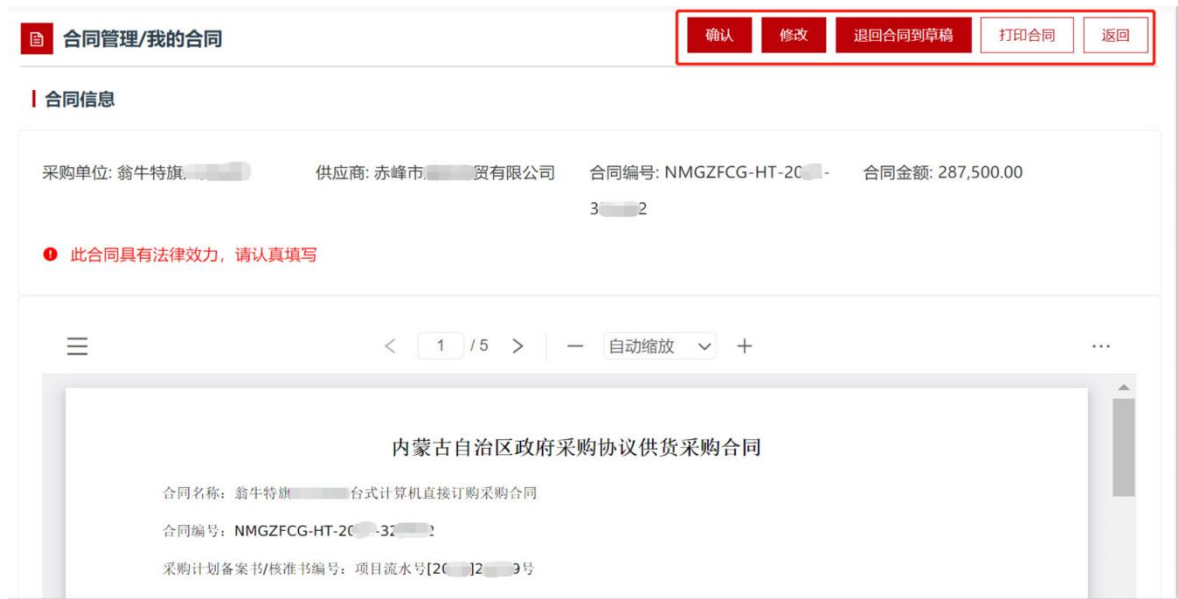 合同管理/我的合同
确认 修改 退回合同到草稿 打印合同 返回
合同信息
采购单位: 翁牛特旗 供应商: 赤峰市 贸有限公司 合同编号: NMGZFCG-HT-20 - 合同金额: 287,500.00
3 2
此合同具有法律效力，请认真填写
1 /5 自动缩放
内蒙古自治区政府采购协议供货采购合同
合同名称：翁牛特旗 台式计算机直接订购采购合同
合同编号：NMGZFCG-HT-20 -32
采购计划备案书/核准书编号：项目流水号[20 ]2 9号